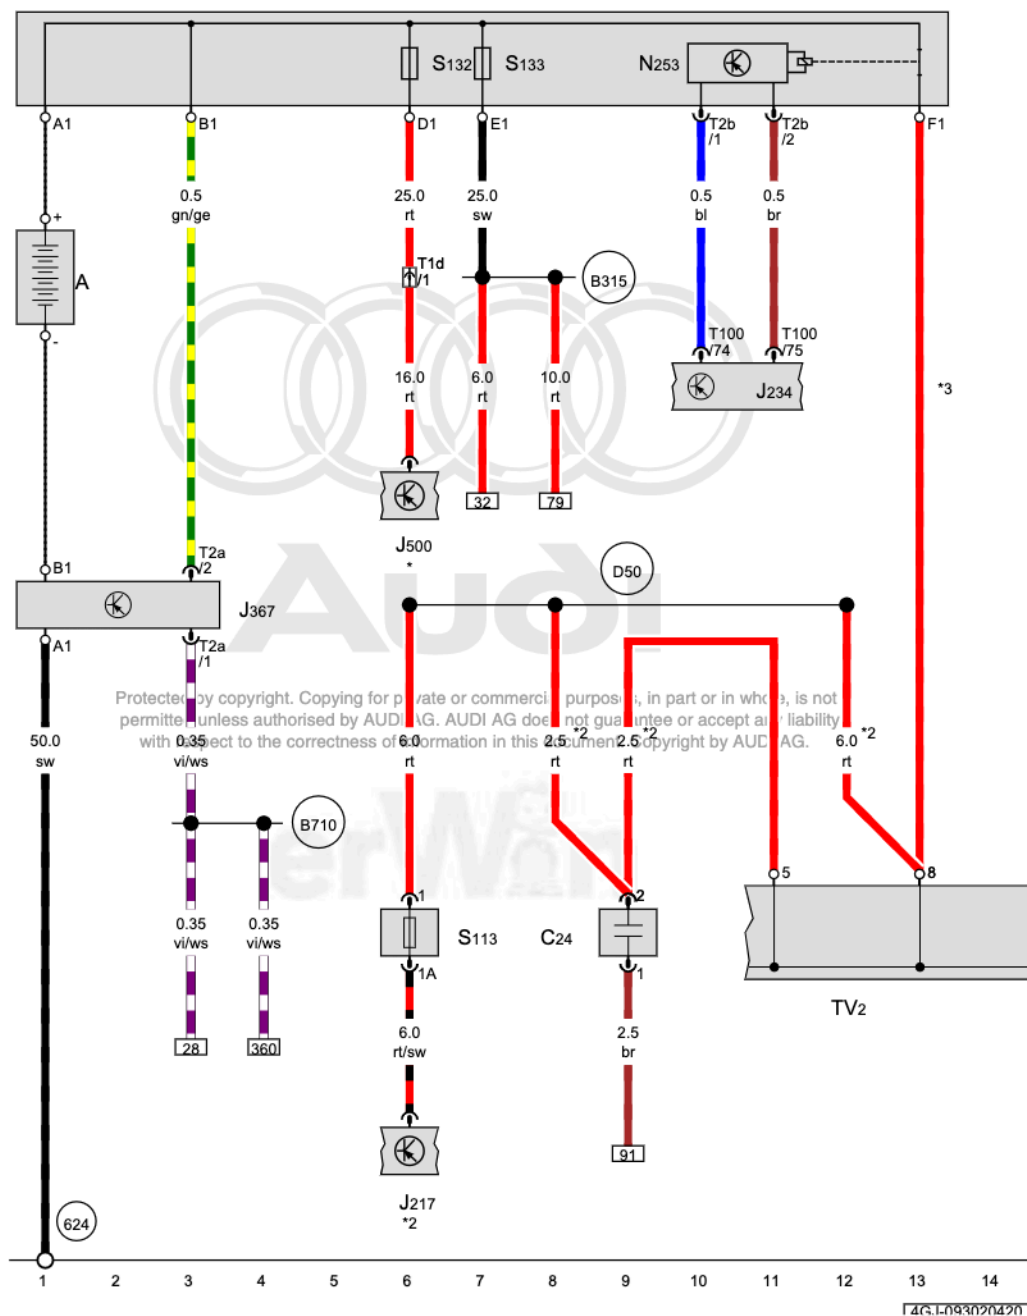 S132
S133
N253
A1
B1
D1
E1
T2b
/1
T2b
/2
F1
0.5
gn/ge
25.0
rt
25.0
sw
0.5
bl
0.5
br
+
A
-
T1d
/1
B315
T100
/74
T100
/75
16.0
rt
6.0
rt
10.0
rt
J234
*3
32
79
J500
*
B1
T2a
/2
D50
J367
Audi
A1
T2a
/1
Protected by copyright. Copying for private or commercial purposes, in part or in whole, is not
permitted unless authorised by AUDI AG. AUDI AG does not guarantee or accept any liability
with respect to the correctness of information in this document. Copyright by AUDI AG.
50.0
sw
0.35
vi/ws
6.0
rt
2.5 *2
rt
2.5 *2
rt
6.0 *2
rt
B710
erWin
1
2
5
8
0.35
vi/ws
0.35
vi/ws
S113
C24
1A
1
TV2
28
360
6.0
rt/sw
2.5
br
91
J217
*2
624
1 2 3 4 5 6 7 8 9 10 11 12 13 14
4GJ-093020420